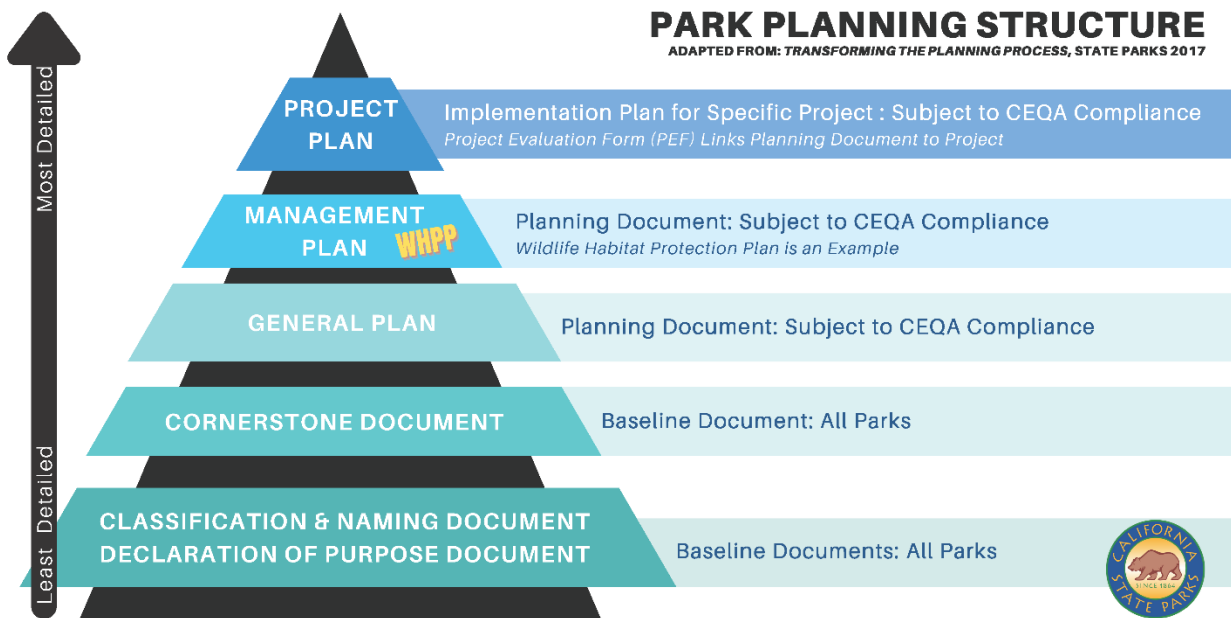 PARK PLANNING STRUCTURE
ADAPTED FROM: TRANSFORMING THE PLANNING PROCESS, STATE PARKS 2017
Most Detailed
PROJECT
PLAN
Implementation Plan for Specific Project : Subject to CEQA Compliance
Project Evaluation Form (PEF) Links Planning Document to Project
MANAGEMENT
PLAN
WHPP
Planning Document: Subject to CEQA Compliance
Wildlife Habitat Protection Plan is an Example
GENERAL PLAN
Planning Document: Subject to CEQA Compliance
CORNERSTONE DOCUMENT
Baseline Document: All Parks
Least Detailed
CLASSIFICATION & NAMING DOCUMENT
DECLARATION OF PURPOSE DOCUMENT
Baseline Documents: All Parks
CALIFORNIA
SINCE 1864
STATE PARKS